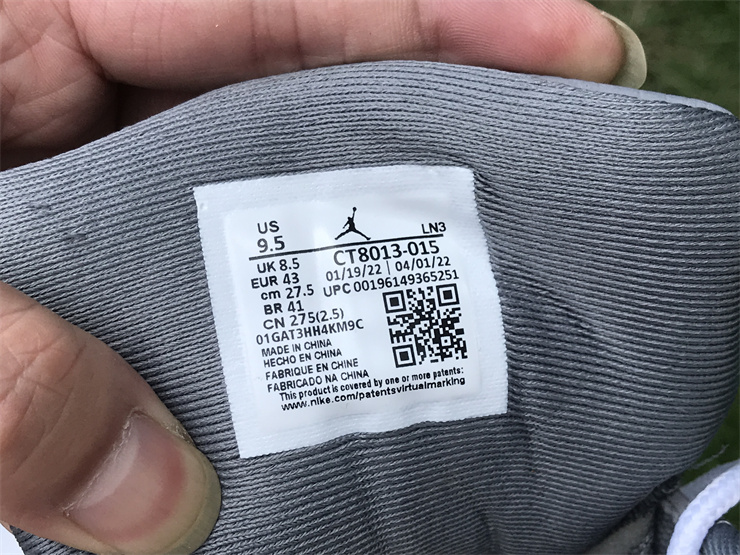 US
9.5
LN3
UK 8.5
EUR 43
cm 27.5
BR 41
CN 275(2.5)
CT8013-015
01/19/22 | 04/01/22
UPC 00196149365251
01GAT3HH4KM9C
MADE IN CHINA
HECHO EN CHINA
FABRIQUE EN CHINE
FABRICADO NA CHINA
This product is covered by one or more patents:
www.nike.com/patentsvirtualmarking